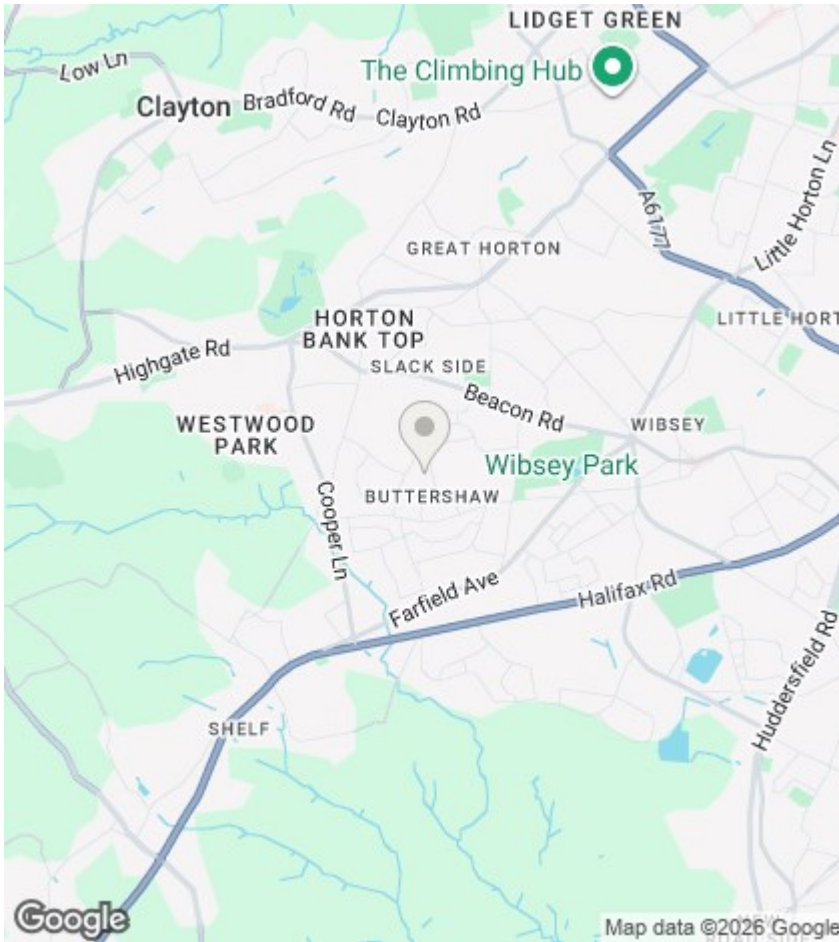 LIDGET GREEN
The Climbing Hub
Low Ln
Clayton
Bradford Rd
Clayton Rd
Little Horton Ln
A6177
GREAT HORTON
HORTON
BANK TOP
LITTLE HORT
Highgate Rd
SLACK SIDE
Beacon Rd
WESTWOOD
PARK
WIBSEY
Wibsey Park
BUTTERSHAW
Cooper Ln
Farfield Ave
Halifax Rd
Huddersfield Rd
SHELF
Google
Map data ©2026 Google